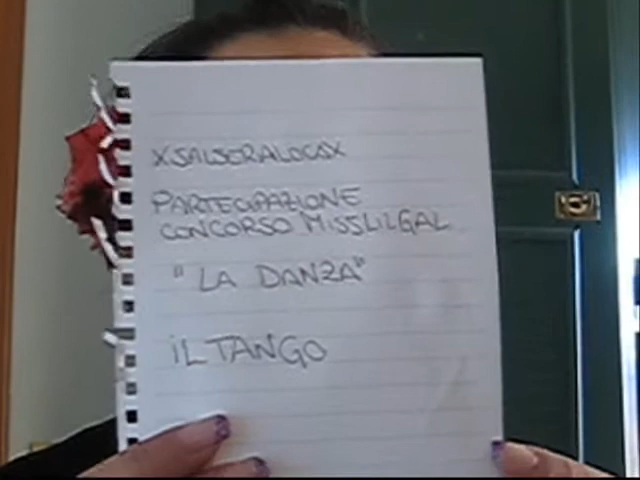 XSALSERALOCAX
PARTECIPAZIONE
CONCORSO MISSLILGAL
"LA DANZA"
iL TANGO